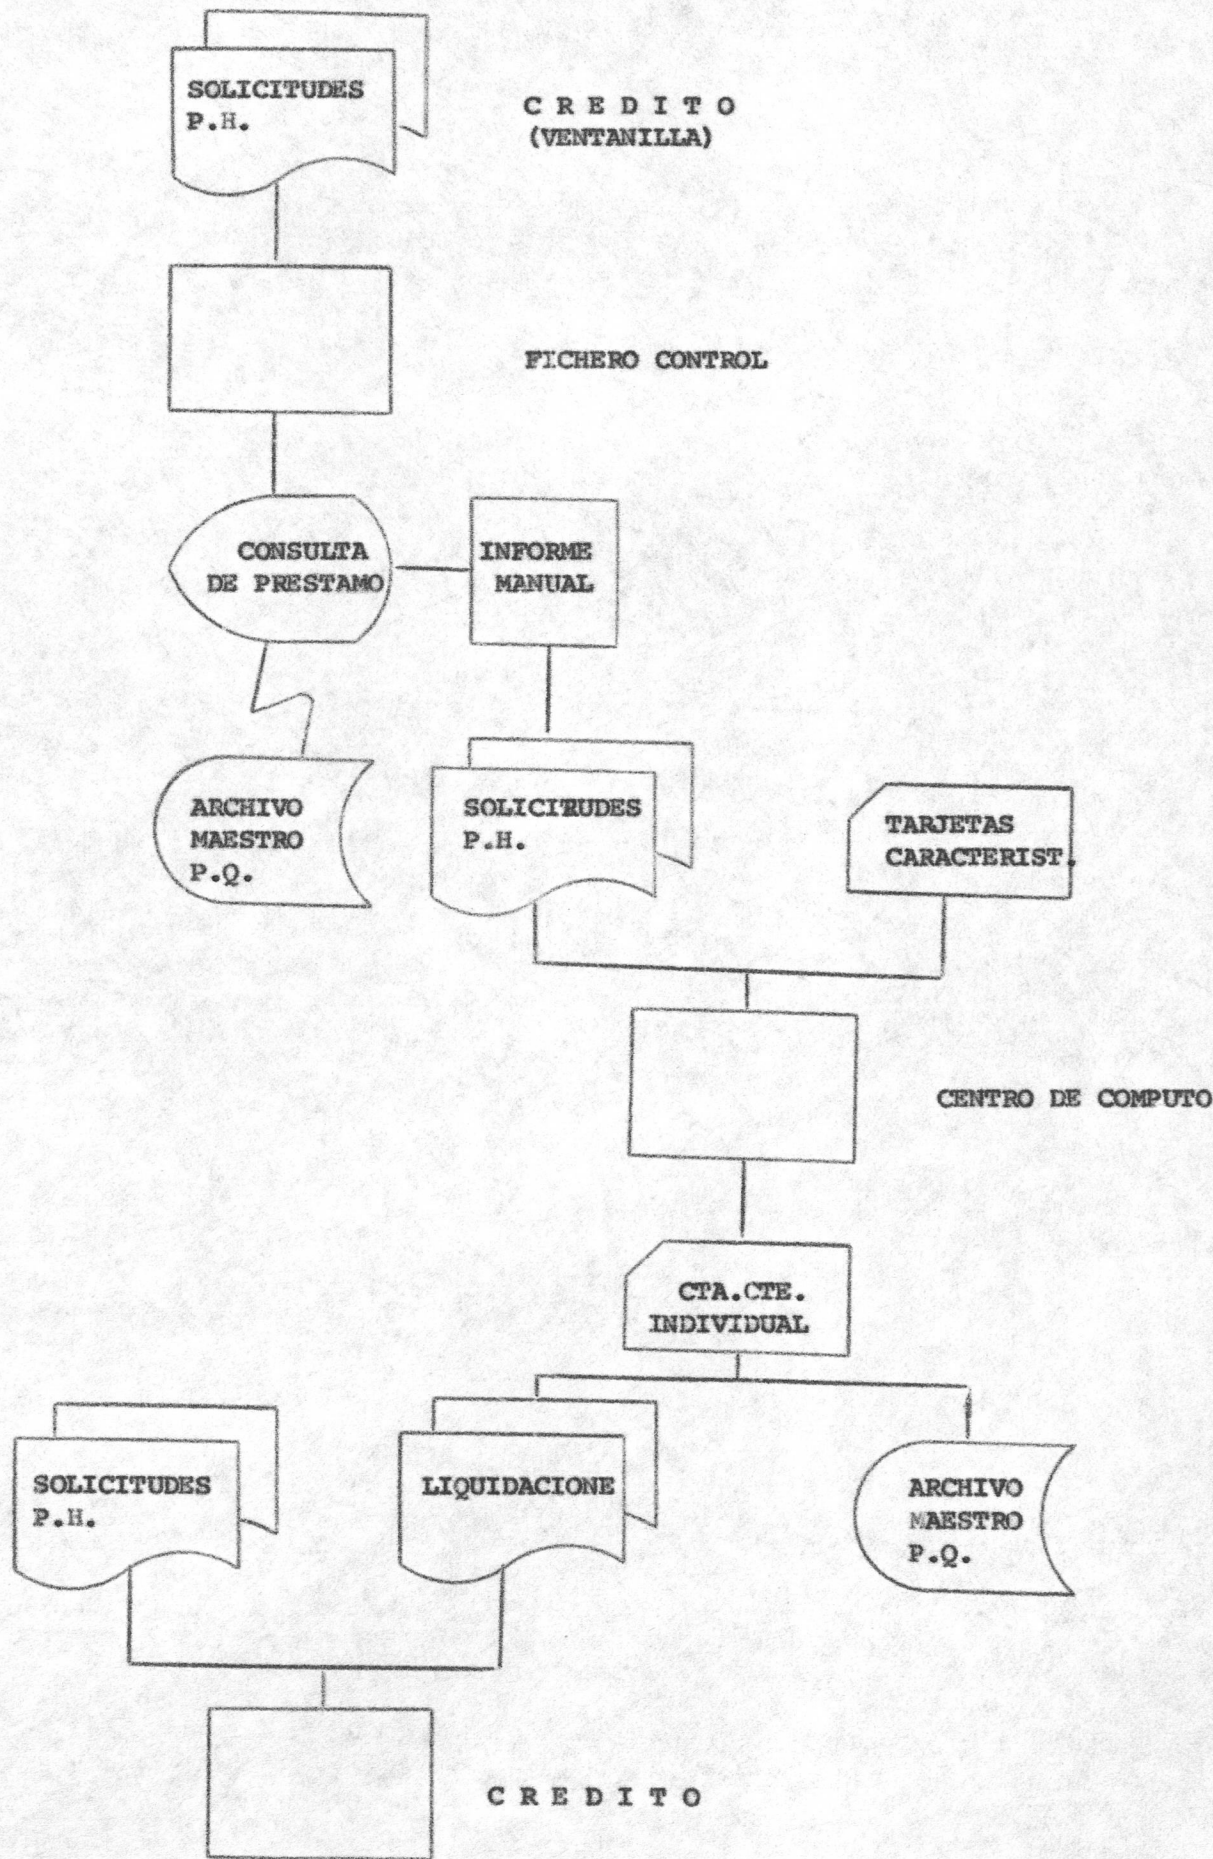 SOLICITUDES
P.H.
C R E D I T O
(VENTANILLA)
FICHERO CONTROL
CONSULTA
DE PRESTAMO
INFORME
MANUAL
ARCHIVO
MAESTRO
P.Q.
SOLICITUDES
P.H.
TARJETAS
CARACTERIST.
CENTRO DE COMPUTO
CTA.CTE.
INDIVIDUAL
SOLICITUDES
P.H.
LIQUIDACIONE
ARCHIVO
MAESTRO
P.Q.
C R E D I T O